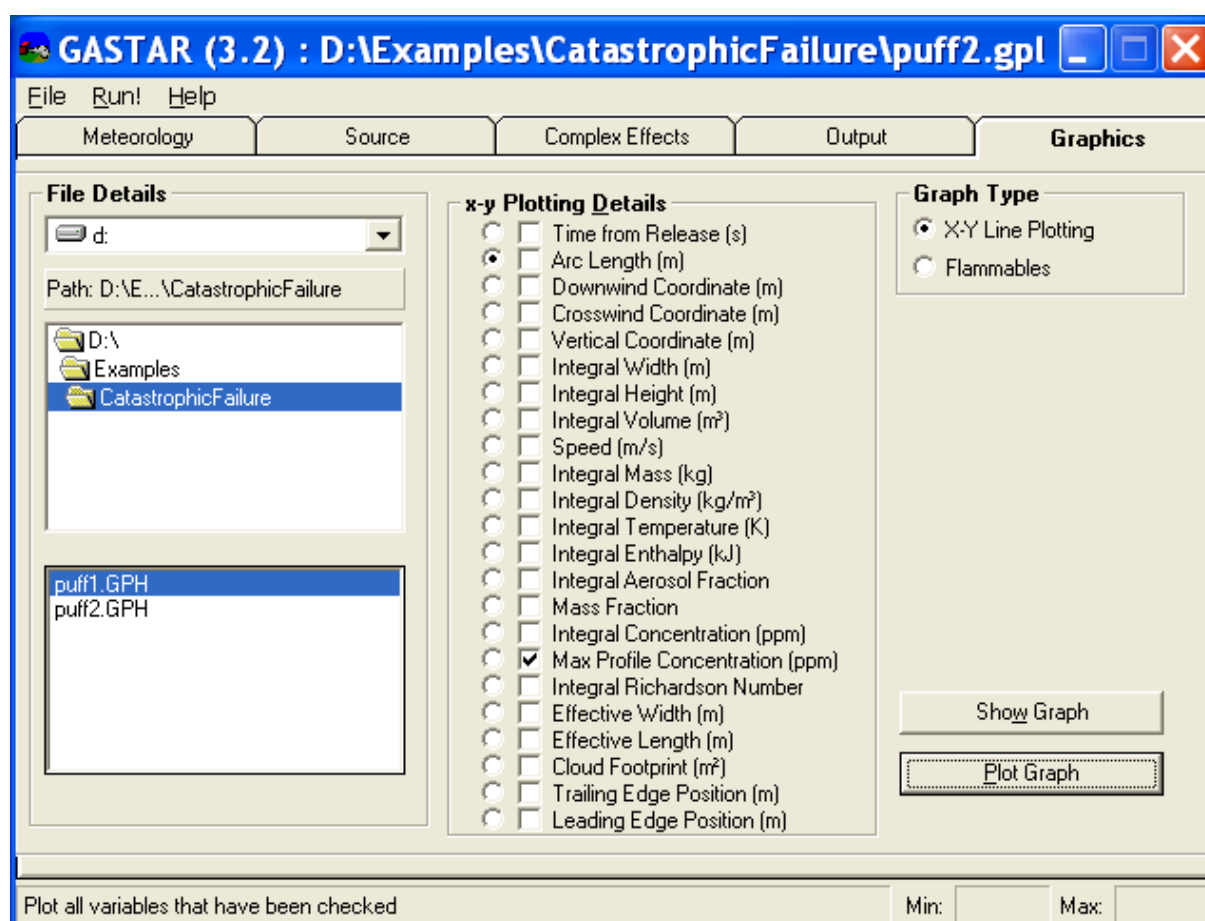 GASTAR (3.2) : D:\Examples\CatastrophicFailure\puff2.gpl
File Run! Help
Meteorology Source Complex Effects Output Graphics
File Details
d:
Path: D:\E...\CatastrophicFailure
D:\
Examples
CatastrophicFailure
puff1.GPH
puff2.GPH
x-y Plotting Details
Time from Release (s)
Arc Length (m)
Downwind Coordinate (m)
Crosswind Coordinate (m)
Vertical Coordinate (m)
Integral Width (m)
Integral Height (m)
Integral Volume (m³)
Speed (m/s)
Integral Mass (kg)
Integral Density (kg/m³)
Integral Temperature (K)
Integral Enthalpy (kJ)
Integral Aerosol Fraction
Mass Fraction
Integral Concentration (ppm)
Max Profile Concentration (ppm)
Integral Richardson Number
Effective Width (m)
Effective Length (m)
Cloud Footprint (m²)
Trailing Edge Position (m)
Leading Edge Position (m)
Graph Type
X-Y Line Plotting
Flammables
Show Graph
Plot Graph
Plot all variables that have been checked Min: Max: